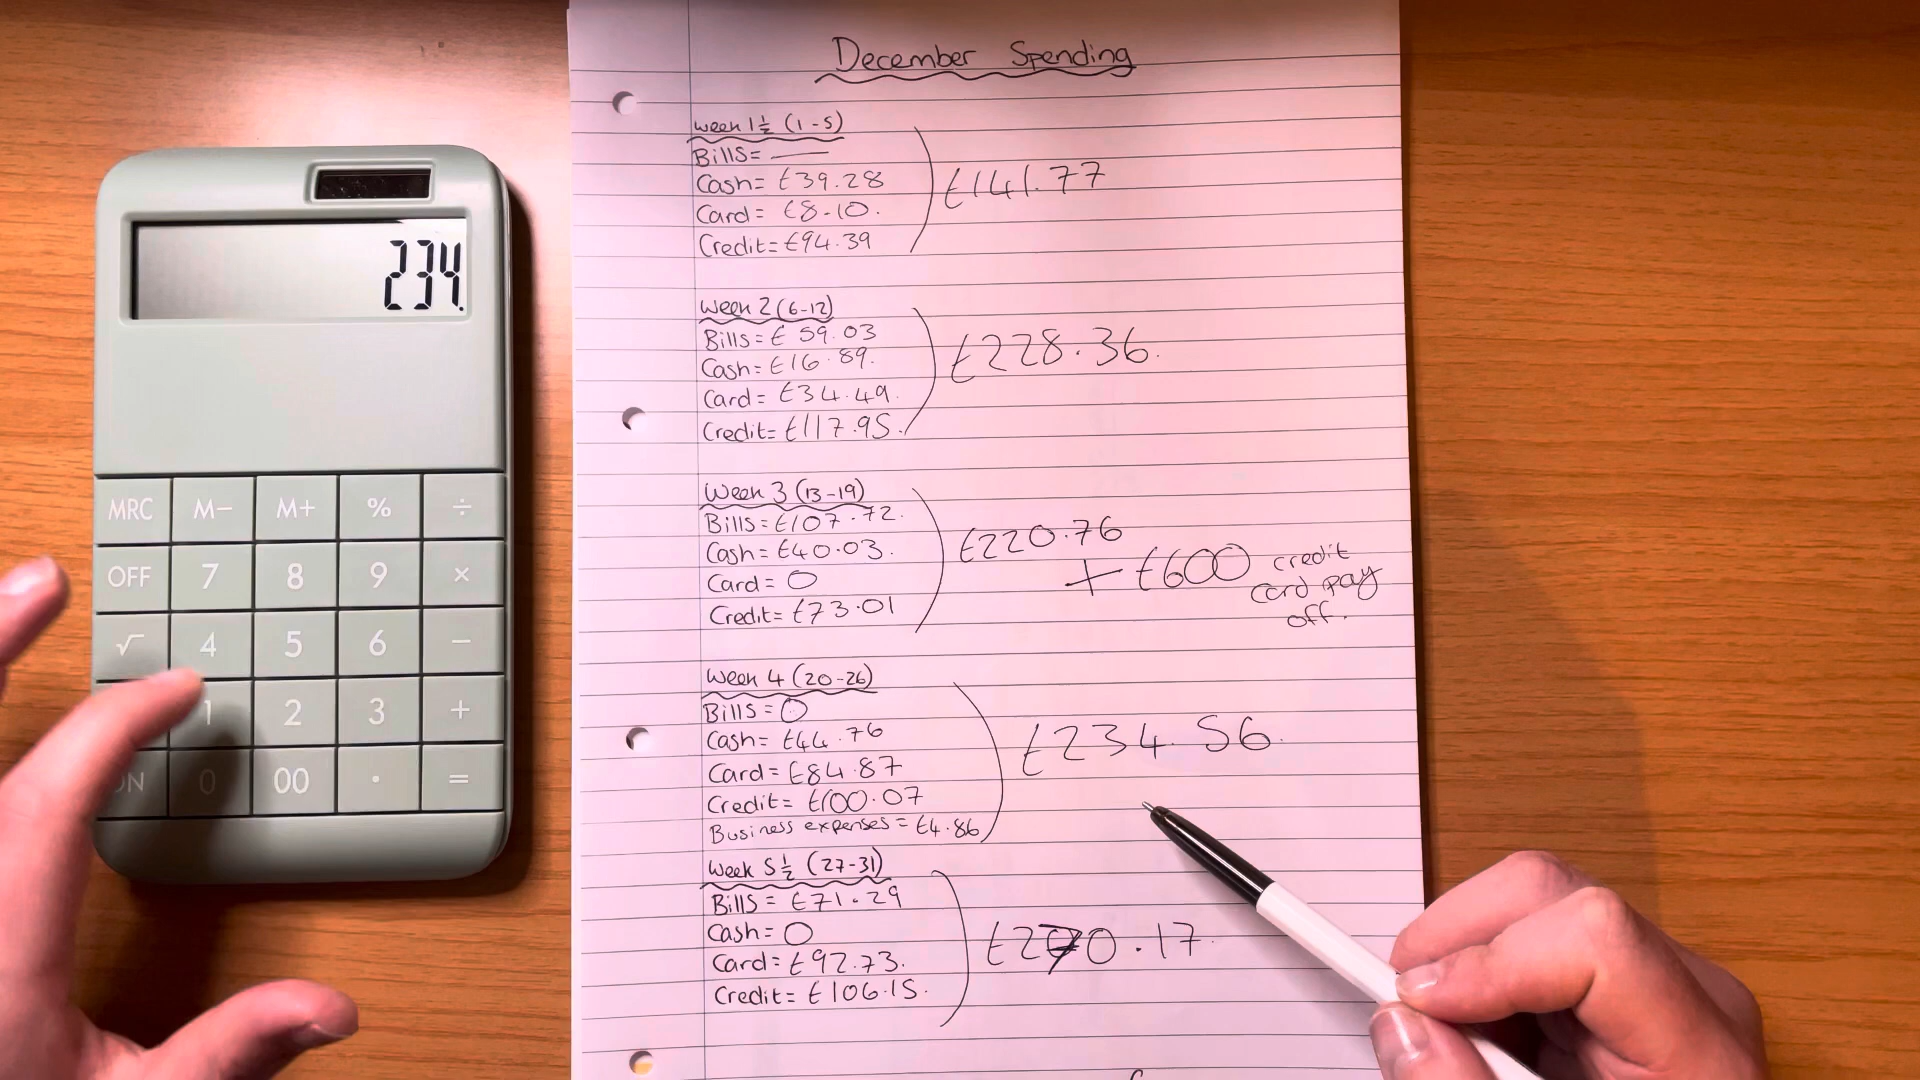 December Spending
Week 1½ (1-5)
Bills= —
Cash= £39.28
Card= £8.10.
Credit= £94.39
£141.77
Week 2 (6-12)
Bills= £59.03
Cash= £16.89.
Card= £34.49.
Credit= £117.95.
£228.36.
Week 3 (13-19)
Bills= £107.72.
Cash= £40.03.
Card= 0
Credit= £73.01
£220.76
+ £600 credit
card pay
off.
Week 4 (20-26)
Bills = 0
Cash= £44.76
Card= £84.87
Credit= £100.07
Business expenses = £4.86
£234.56.
Week 5½ (27-31)
Bills = £71.29
Cash= 0
Card= £92.73.
Credit= £106.15.
£270.17.
234.
MRC M- M+ % ÷
OFF 7 8 9 ×
√ 4 5 6 −
1 2 3 +
ON 0 00 . =